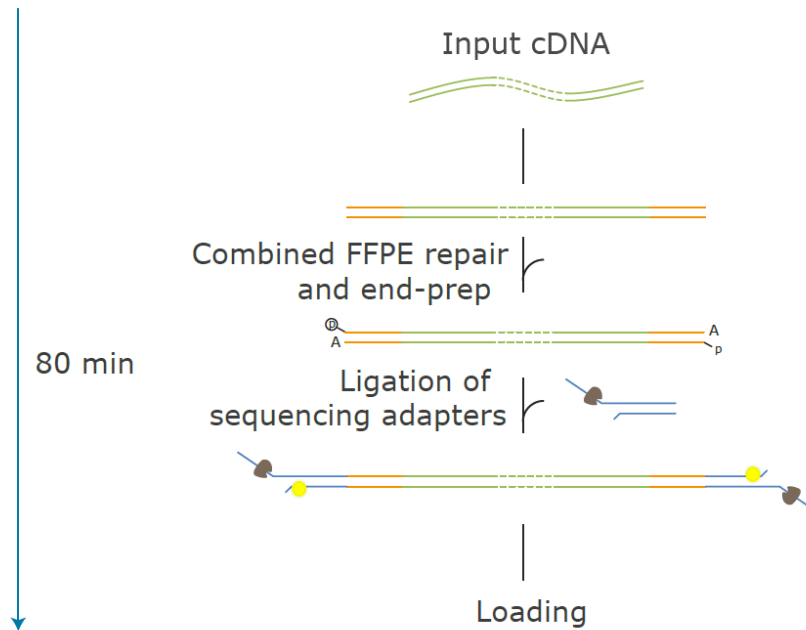 Input cDNA
Combined FFPE repair
and end-prep
p
A
A
p
80 min
Ligation of
sequencing adapters
Loading